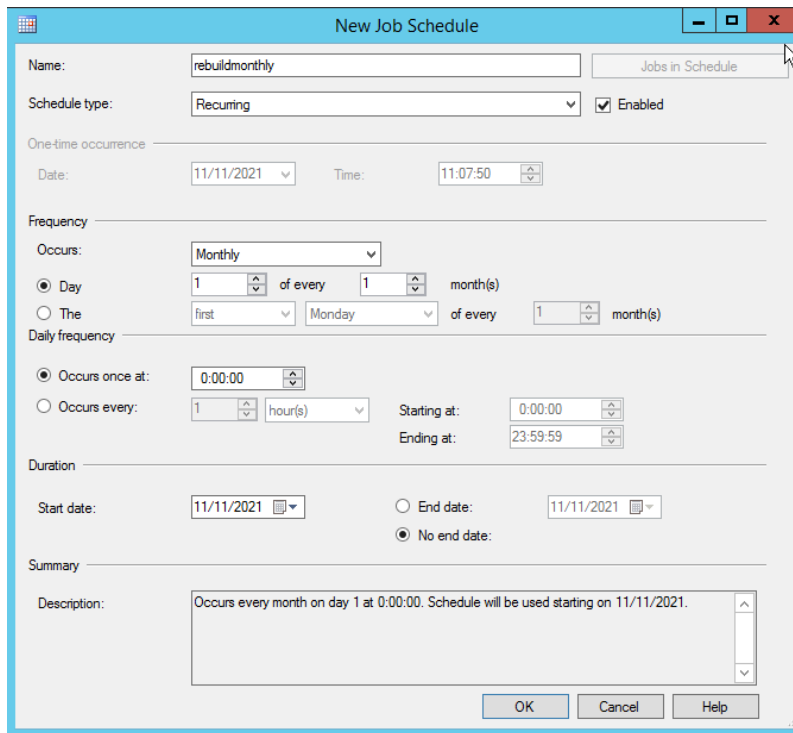 New Job Schedule
Name: rebuildmonthly Jobs in Schedule
Schedule type: Recurring Enabled
One-time occurrence
Date: 11/11/2021 Time: 11:07:50
Frequency
Occurs: Monthly
Day 1 of every 1 month(s)
The first Monday of every 1 month(s)
Daily frequency
Occurs once at: 0:00:00
Occurs every: 1 hour(s) Starting at: 0:00:00
Ending at: 23:59:59
Duration
Start date: 11/11/2021 End date: 11/11/2021
No end date:
Summary
Description: Occurs every month on day 1 at 0:00:00. Schedule will be used starting on 11/11/2021.
OK Cancel Help